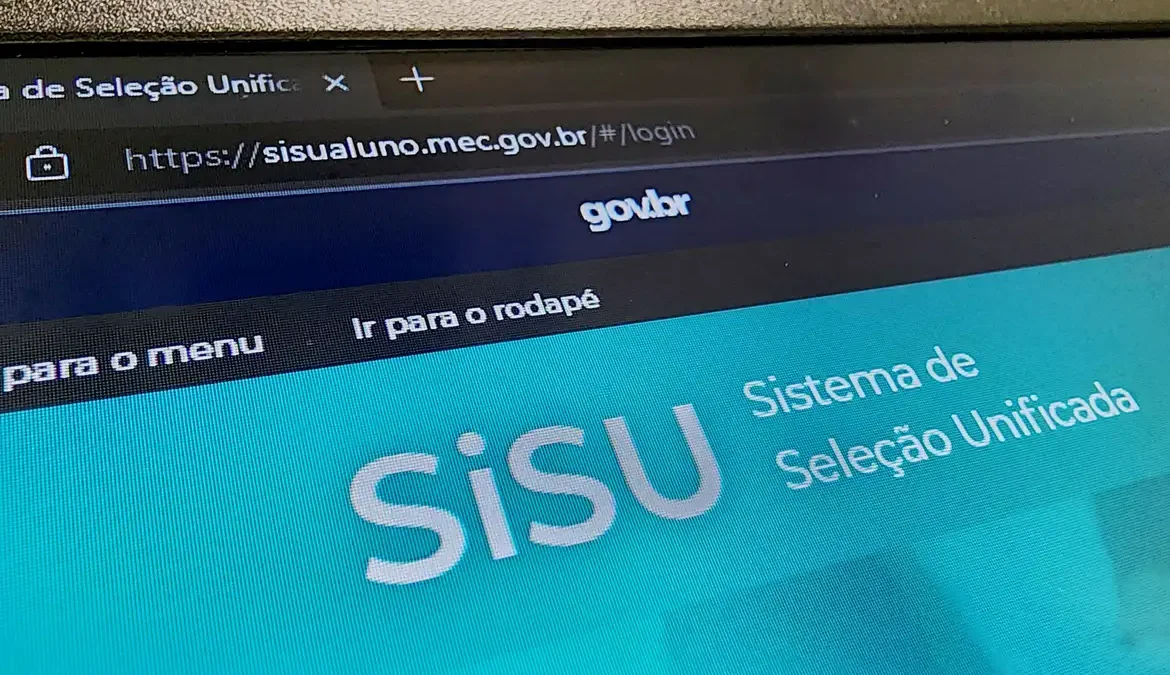 a de Seleção Unific
https://sisualuno.mec.gov.br/#/login
gov.br
para o menu
Ir para o rodapé
SiSU
Sistema de
Seleção Unificada